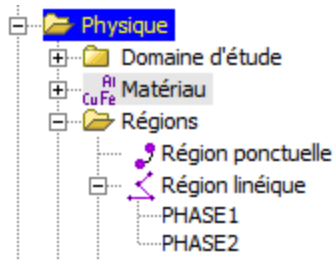 Physique
Domaine d'étude
Al
CuFe Matériau
Régions
Région ponctuelle
Région linéique
PHASE1
PHASE2